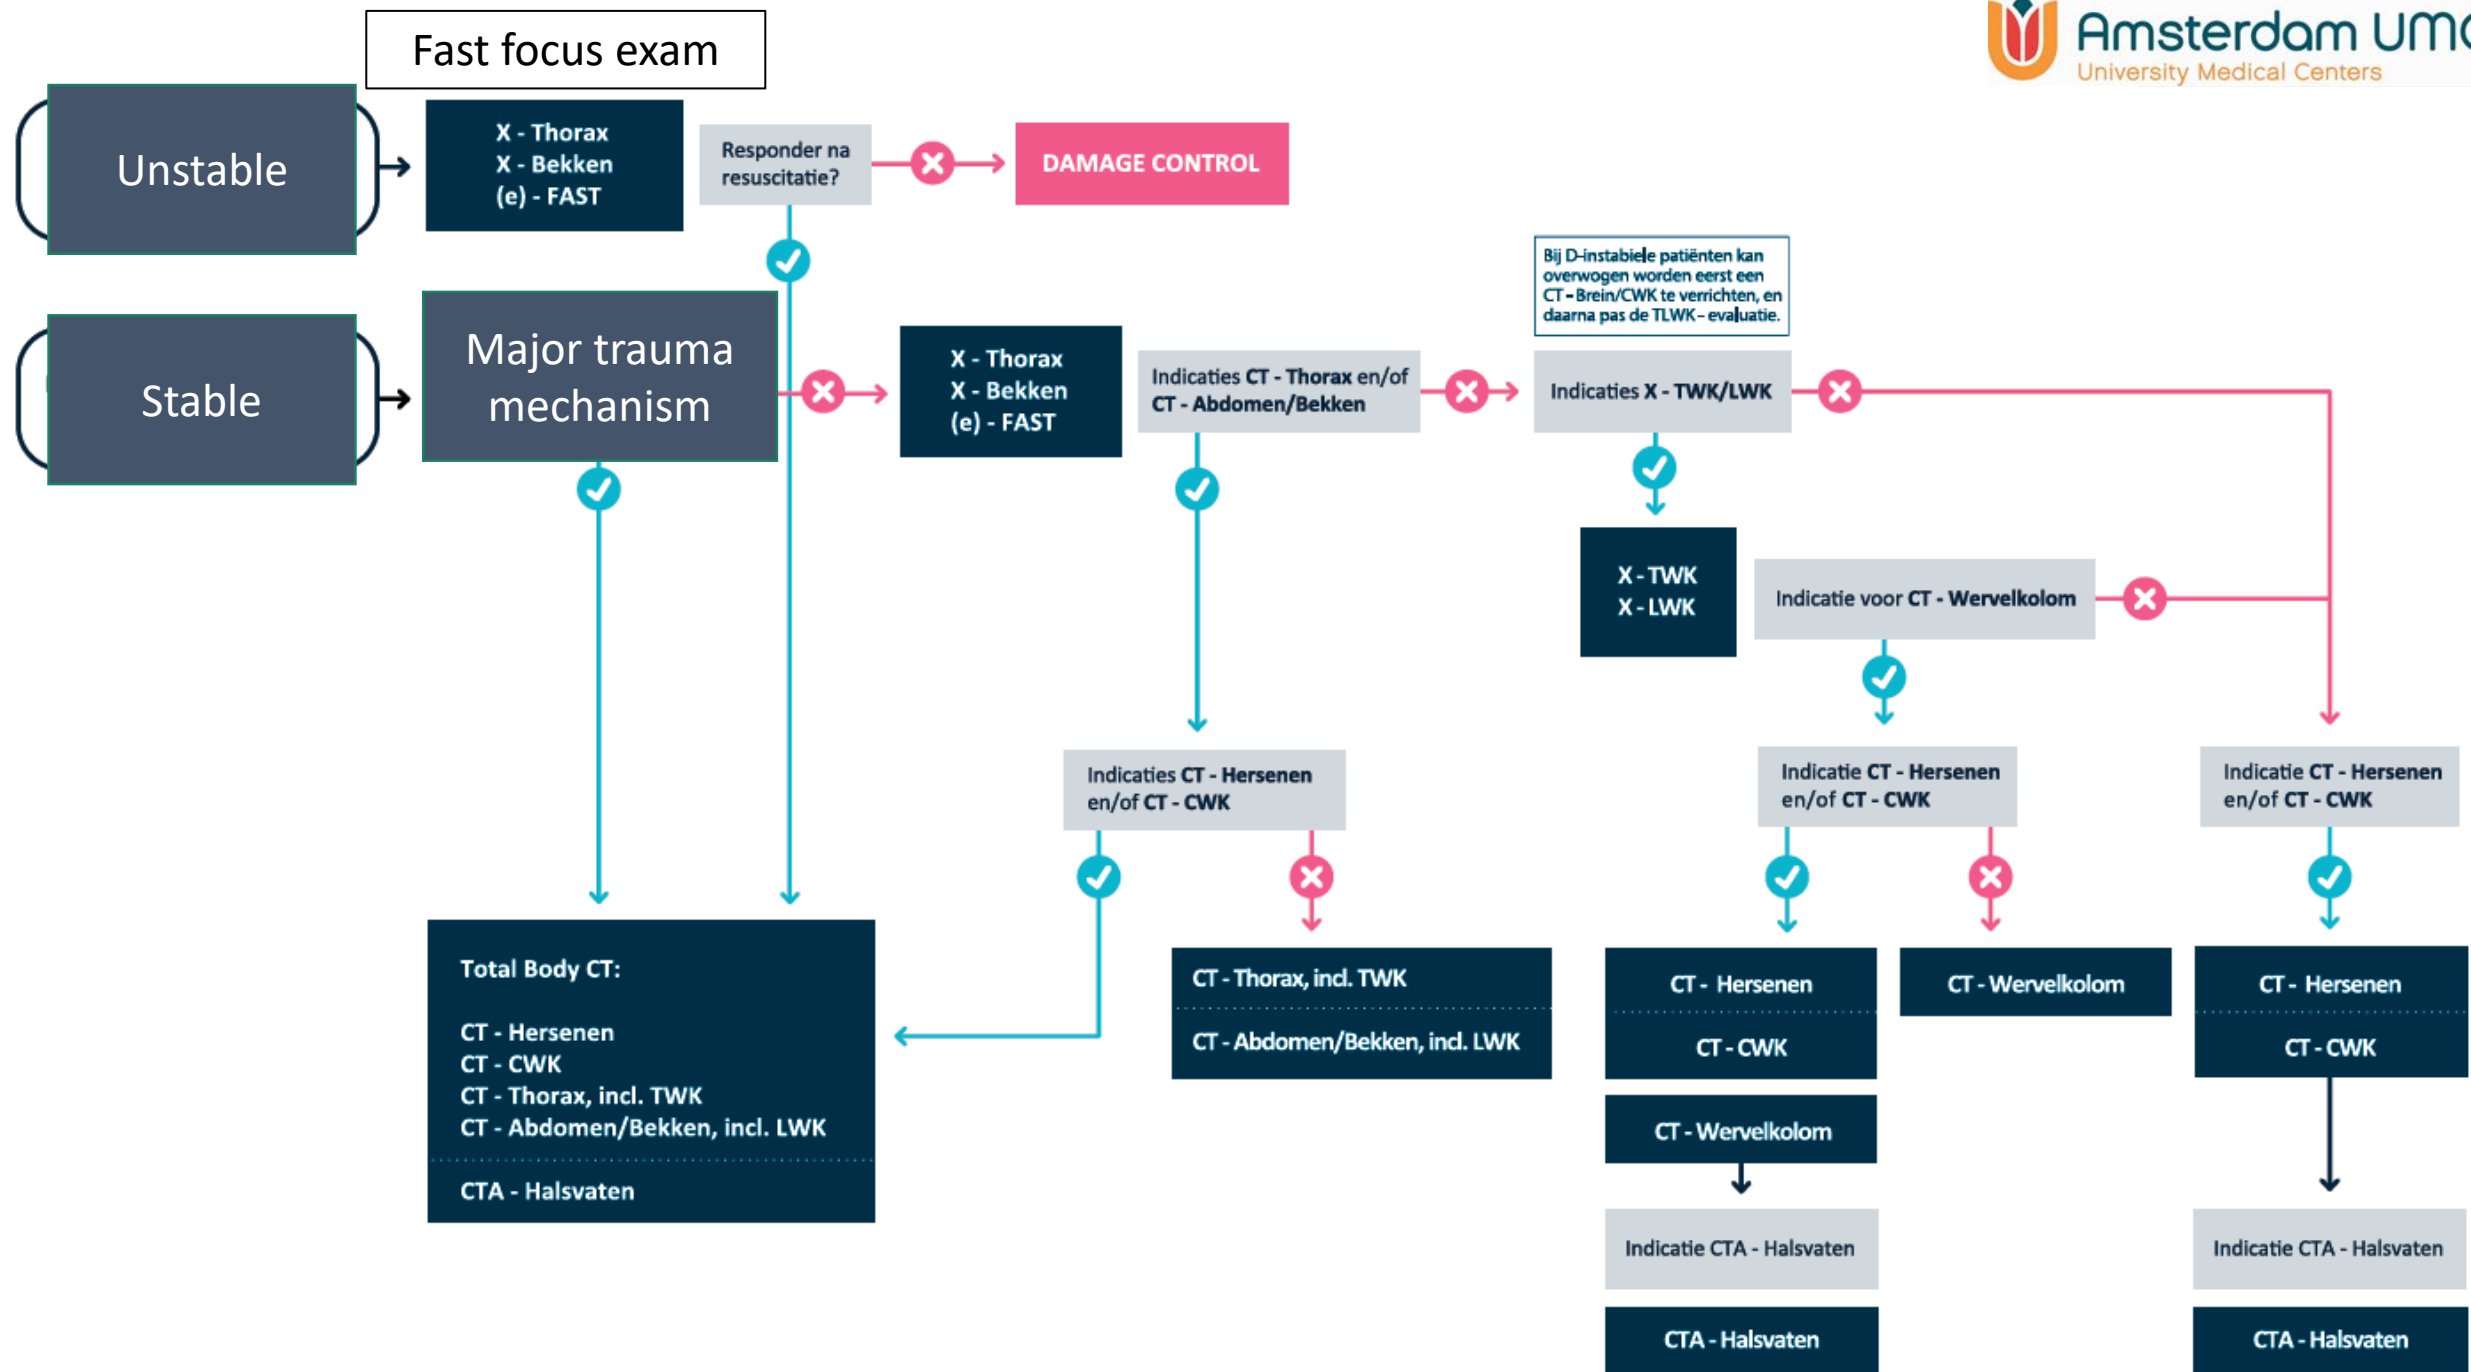 Fast focus exam
Amsterdam UMC
University Medical Centers
Unstable
X - Thorax
X - Bekken
(e) - FAST
Responder na
resuscitatie?
DAMAGE CONTROL
Bij D-instabiele patiënten kan
overwogen worden eerst een
CT - Brein/CWK te verrichten, en
daarna pas de TLWK - evaluatie.
Stable
Major trauma
mechanism
X - Thorax
X - Bekken
(e) - FAST
Indicaties CT - Thorax en/of
CT - Abdomen/Bekken
Indicaties X - TWK/LWK
X - TWK
X - LWK
Indicatie voor CT - Wervelkolom
Indicaties CT - Hersenen
en/of CT - CWK
Indicatie CT - Hersenen
en/of CT - CWK
Indicatie CT - Hersenen
en/of CT - CWK
Total Body CT:
CT - Hersenen
CT - CWK
CT - Thorax, incl. TWK
CT - Abdomen/Bekken, incl. LWK
CTA - Halsvaten
CT - Thorax, incl. TWK
CT - Abdomen/Bekken, incl. LWK
CT - Hersenen
CT - CWK
CT - Wervelkolom
Indicatie CTA - Halsvaten
CTA - Halsvaten
CT - Wervelkolom
CT - Hersenen
CT - CWK
Indicatie CTA - Halsvaten
CTA - Halsvaten